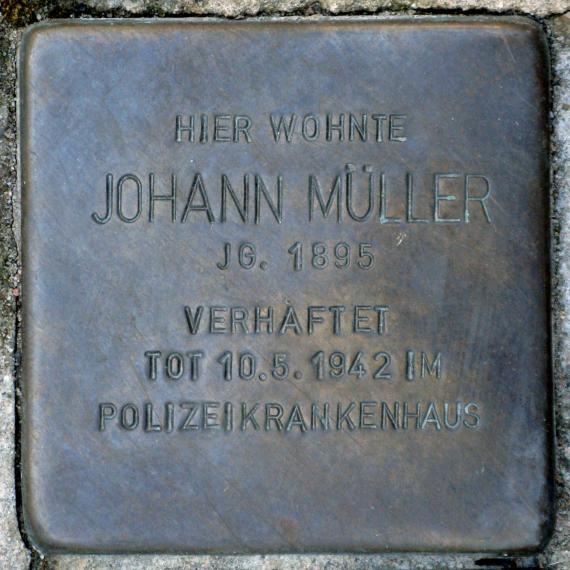 HIER WOHNTE
JOHANN MÜLLER
JG. 1895
VERHAFTET
TOT 10.5.1942 IM
POLIZEIKRANKENHAUS